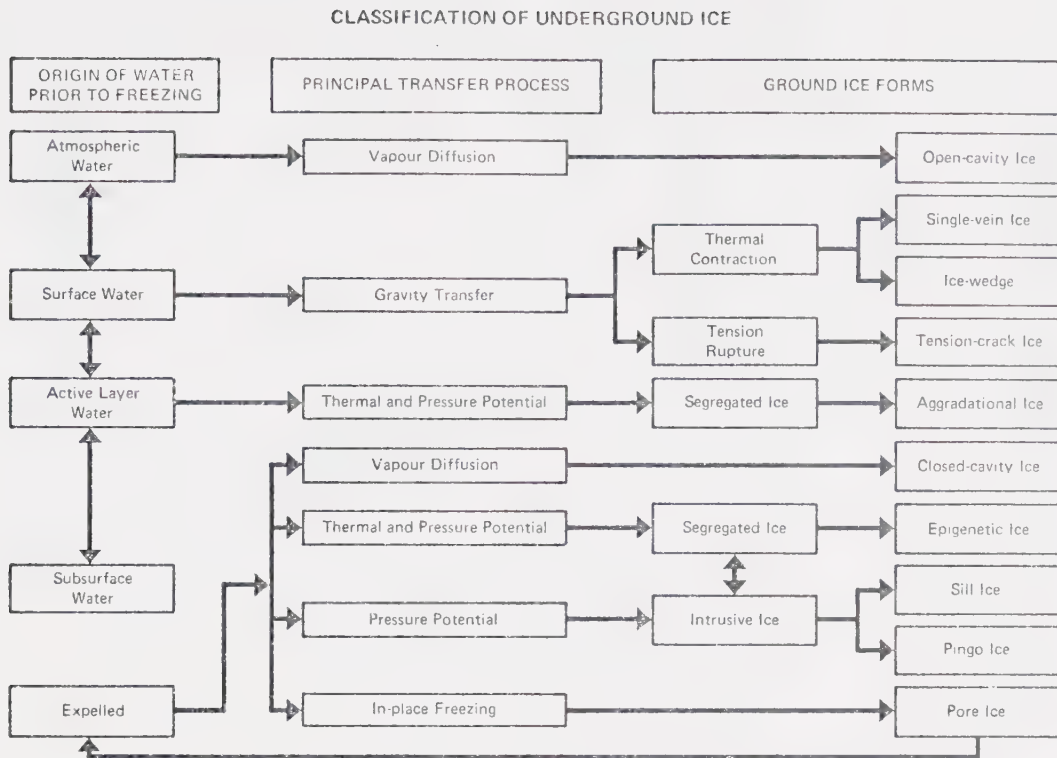 CLASSIFICATION OF UNDERGROUND ICE
ORIGIN OF WATER
PRIOR TO FREEZING
PRINCIPAL TRANSFER PROCESS
GROUND ICE FORMS
Atmospheric
Water
Vapour Diffusion
Open-cavity Ice
Single-vein Ice
Thermal
Contraction
Surface Water
Gravity Transfer
Ice-wedge
Tension
Rupture
Tension-crack Ice
Active Layer
Water
Thermal and Pressure Potential
Segregated Ice
Aggradational Ice
Vapour Diffusion
Closed-cavity Ice
Thermal and Pressure Potential
Segregated Ice
Epigenetic Ice
Subsurface
Water
Sill Ice
Pressure Potential
Intrusive Ice
Pingo Ice
Expelled
In-place Freezing
Pore Ice